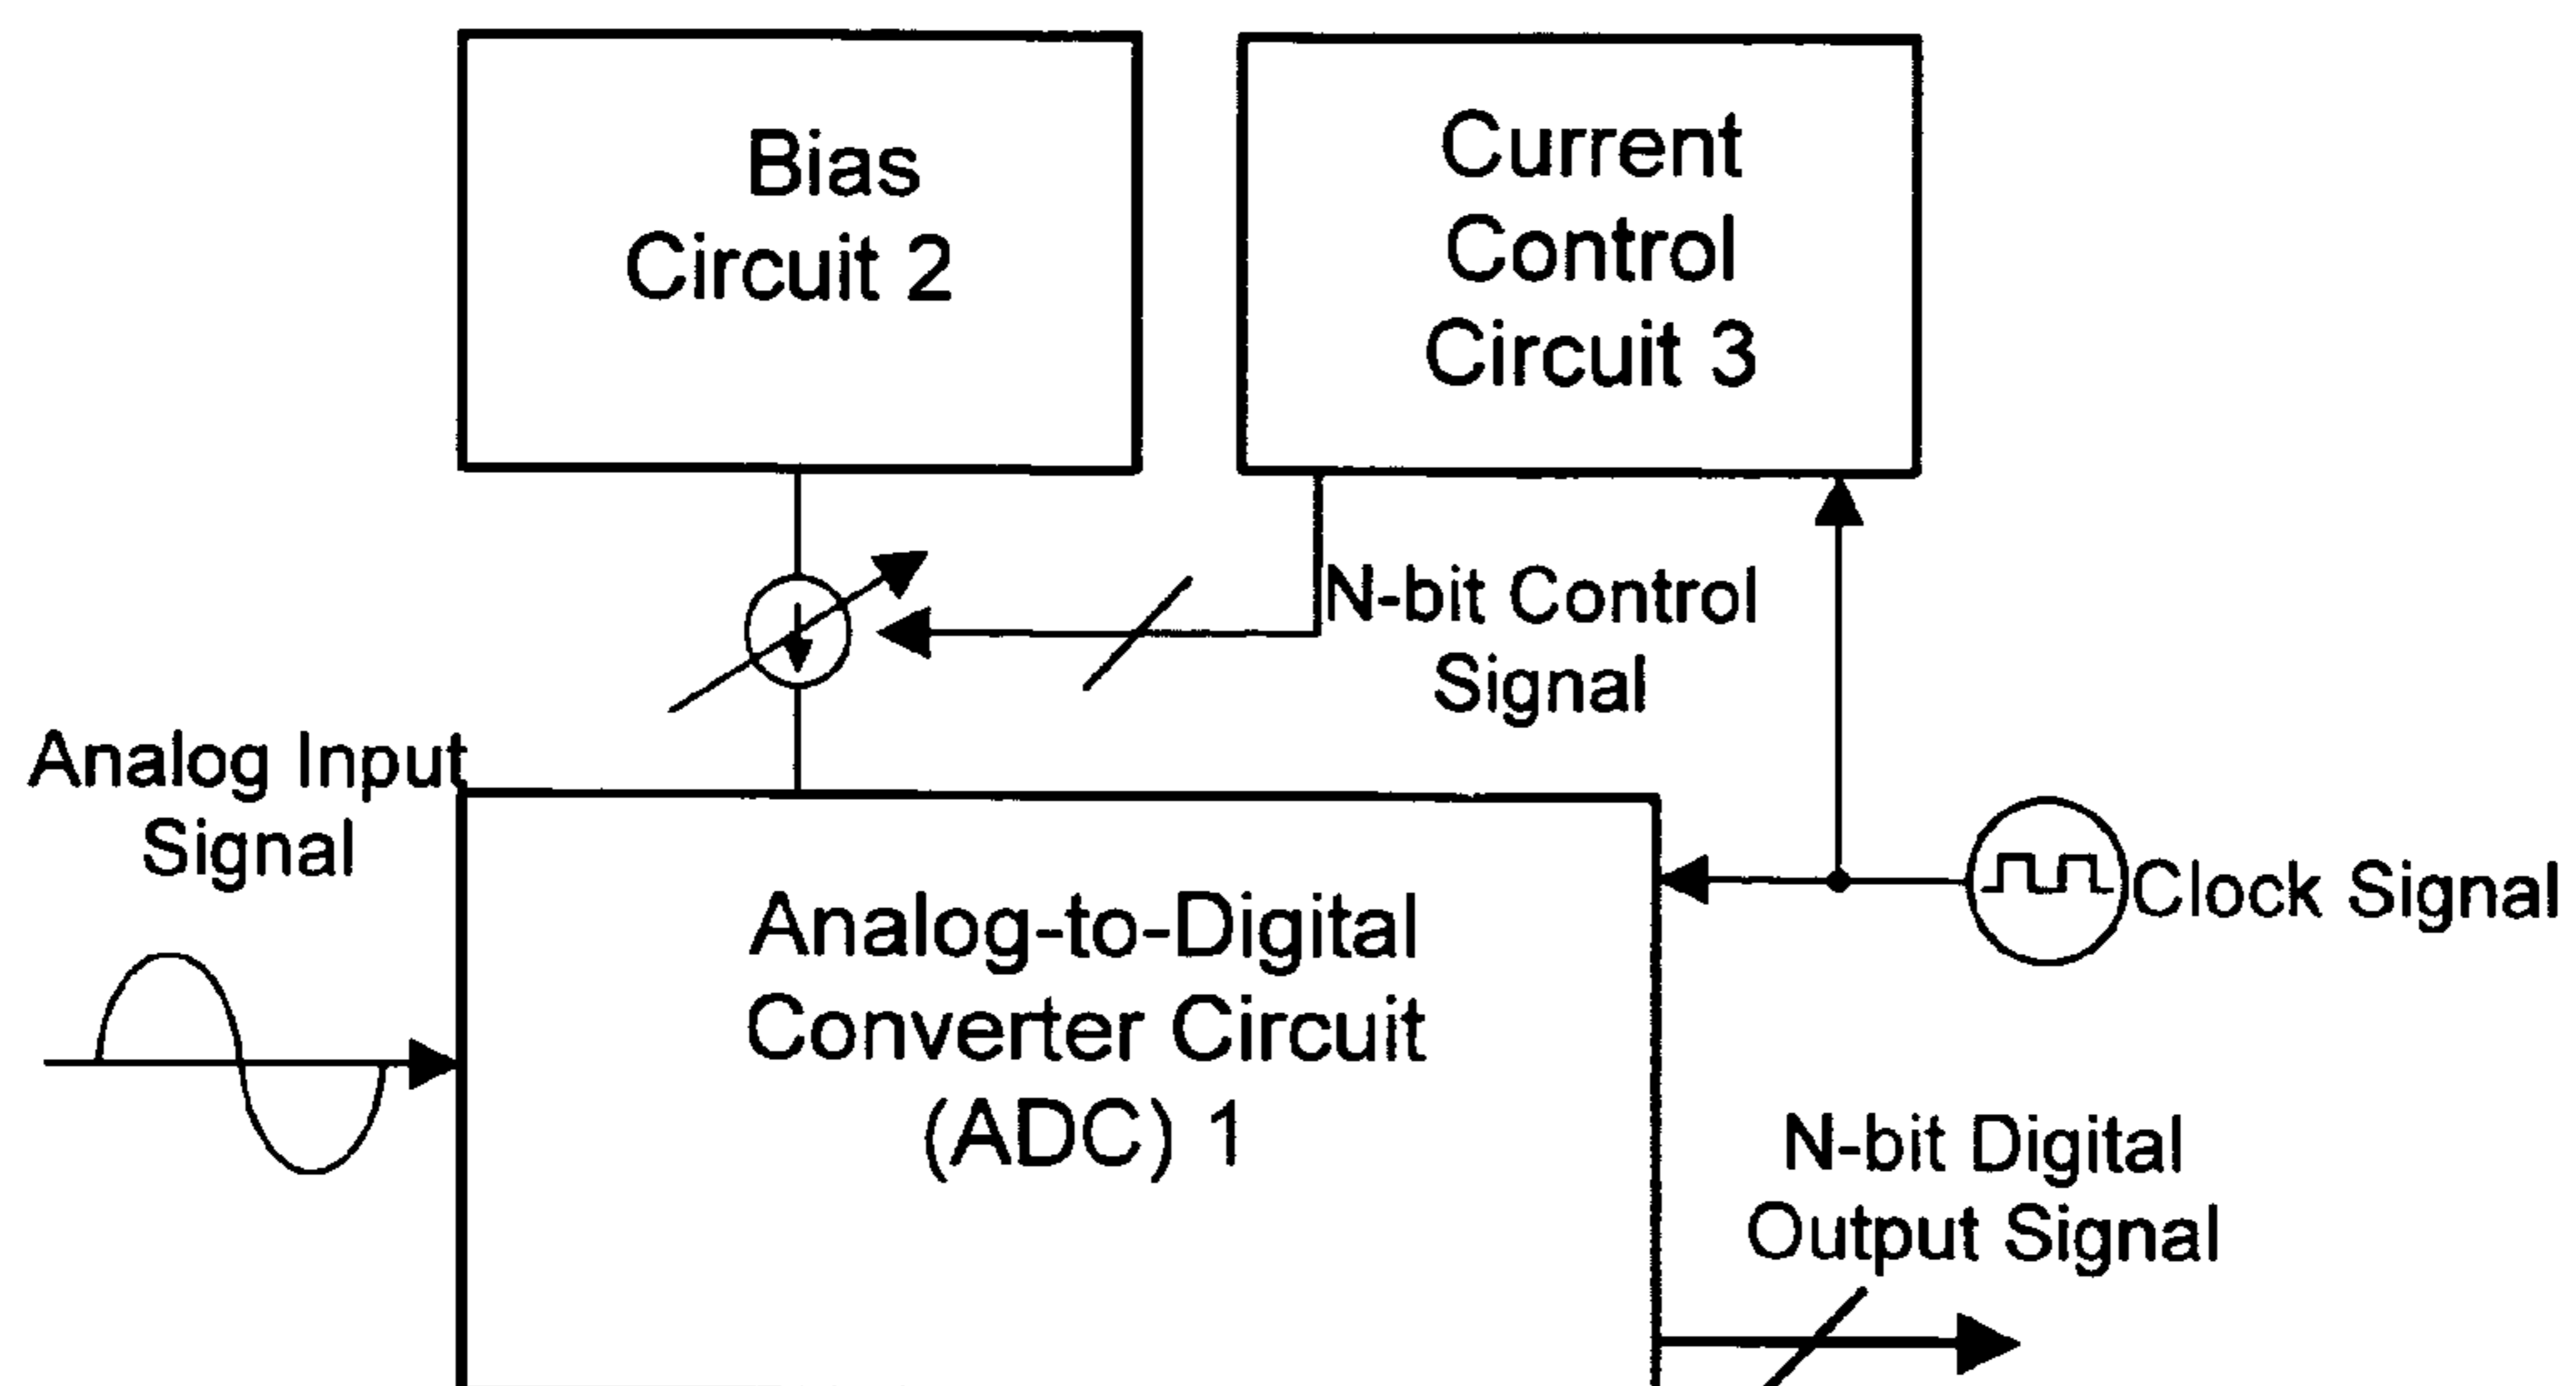 Bias
Circuit 2
Current
Control
Circuit 3
N-bit Control
Signal
Analog Input
Signal
Analog-to-Digital
Converter Circuit
(ADC) 1
Clock Signal
N-bit Digital
Output Signal